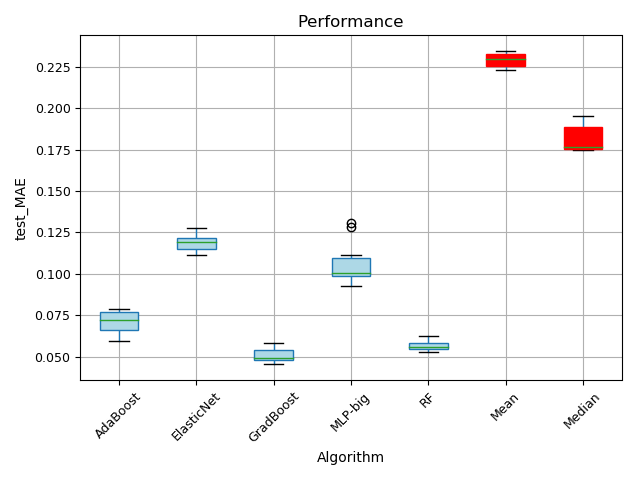 Performance
test_MAE
0.225
0.200
0.175
0.150
0.125
0.100
0.075
0.050
AdaBoost
ElasticNet
GradBoost
MLP-big
RF
Mean
Median
Algorithm